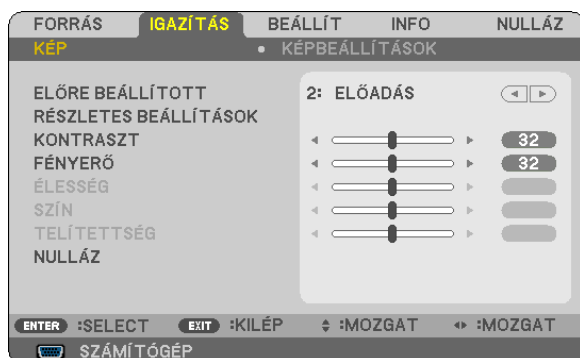 FORRÁS IGAZÍTÁS BEÁLLÍT INFO NULLÁZ
KÉP • KÉPBEÁLLÍTÁSOK
ELŐRE BEÁLLÍTOTT 2: ELŐADÁS
RÉSZLETES BEÁLLÍTÁSOK
KONTRASZT 32
FÉNYERŐ 32
ÉLESSÉG
SZÍN
TELÍTETTSÉG
NULLÁZ
ENTER :SELECT EXIT :KILÉP :MOZGAT :MOZGAT
SZÁMÍTÓGÉP